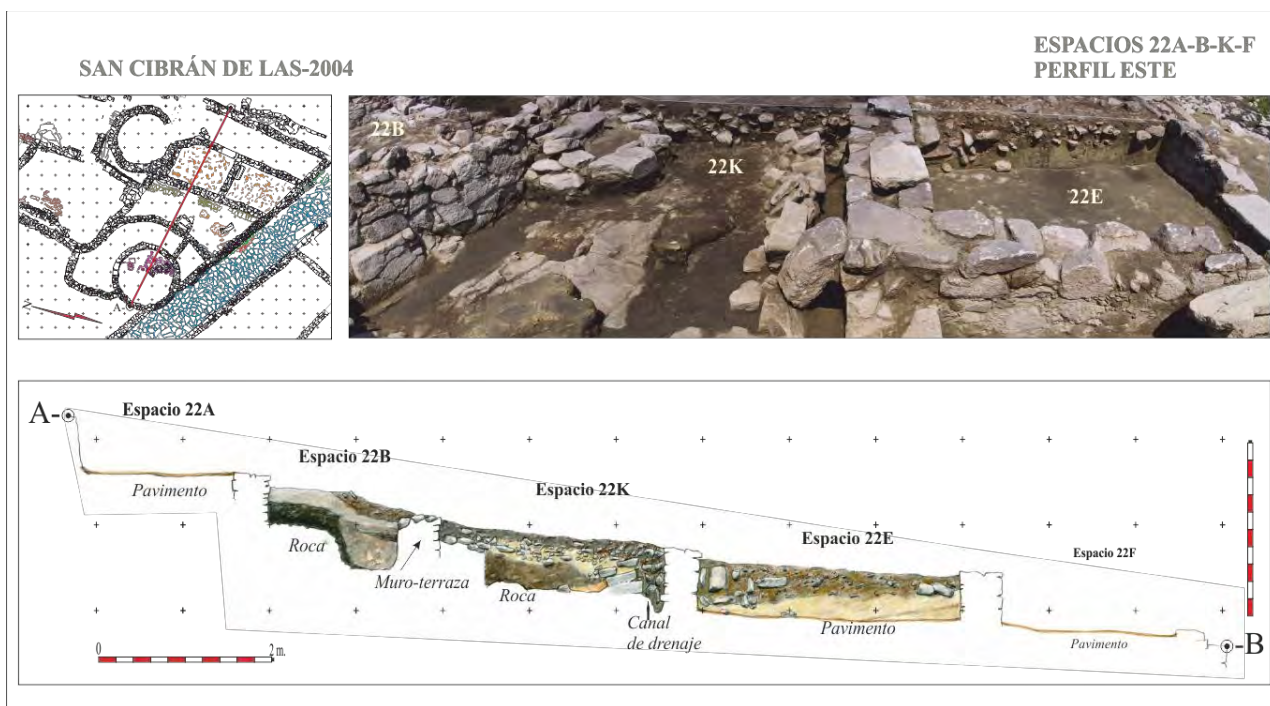 SAN CIBRÁN DE LAS-2004
ESPACIOS 22A-B-K-F
PERFIL ESTE
22B
22K
22E
N
A-
A-
Espacio 22A
Espacio 22B
Espacio 22K
Espacio 22E
Espacio 22F
Pavimento
Roca
Muro-terraza
Roca
Canal
de drenaje
Pavimento
Pavimento
-B
0
2 m.